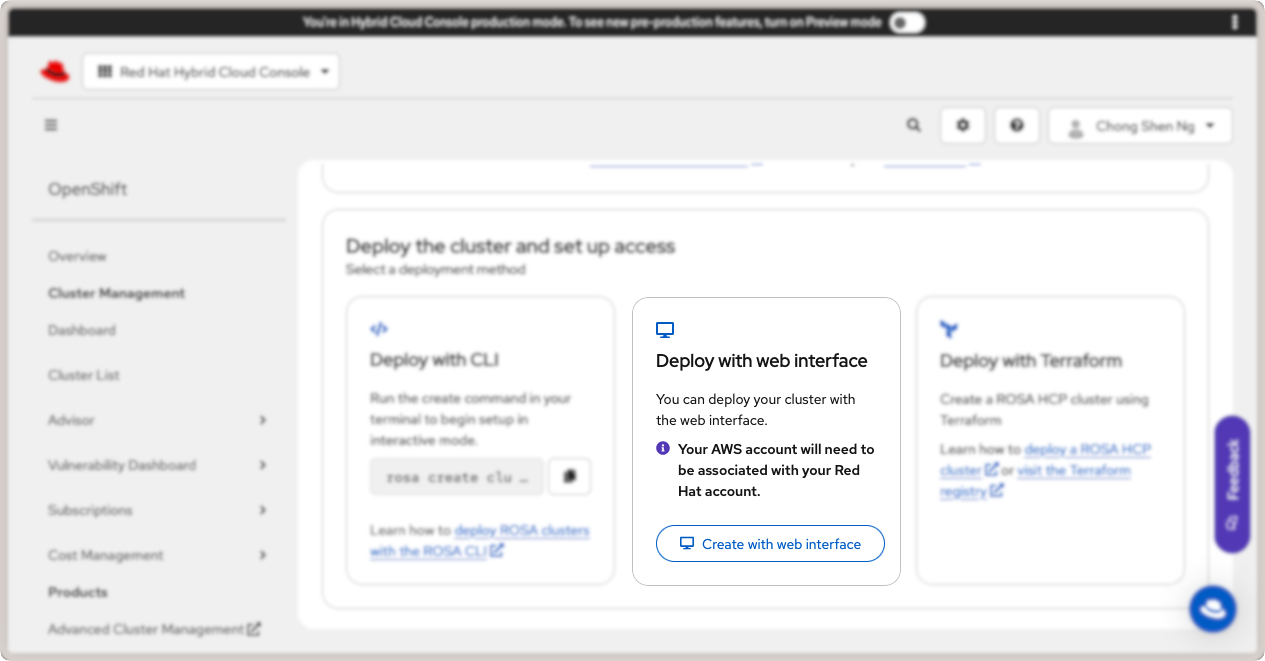 You're in Hybrid Cloud Console production mode. To see new pre-production features, turn on Preview mode
Red Hat Hybrid Cloud Console
Chong Shen Ng
OpenShift
Overview
Cluster Management
Dashboard
Cluster List
Advisor
Vulnerability Dashboard
Subscriptions
Cost Management
Products
Advanced Cluster Management
Deploy the cluster and set up access
Select a deployment method
Deploy with CLI
Run the create command in your
terminal to begin setup in
interactive mode.
rosa create clu …
Learn how to deploy ROSA clusters
with the ROSA CLI
Deploy with web interface
You can deploy your cluster with
the web interface.
Your AWS account will need to
be associated with your Red
Hat account.
Create with web interface
Deploy with Terraform
Create a ROSA HCP cluster using
Terraform
Learn how to deploy a ROSA HCP
cluster or visit the Terraform
registry
Feedback